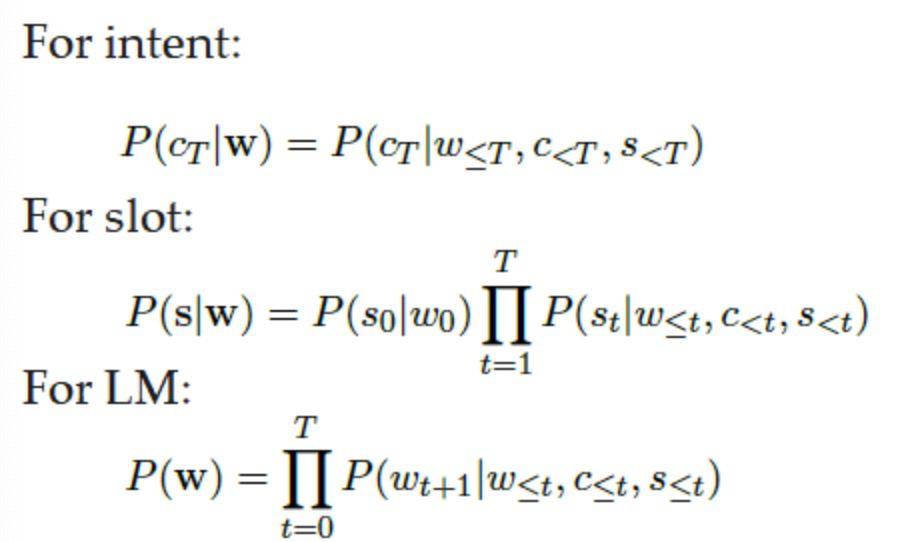 For intent:
P(c_T|w) = P(c_T|w_{≤T}, c_{<T}, s_{<T})
For slot:
P(s|w) = P(s_0|w_0) ∏_{t=1}^{T} P(s_t|w_{≤t}, c_{<t}, s_{<t})
For LM:
P(w) = ∏_{t=0}^{T} P(w_{t+1}|w_{≤t}, c_{≤t}, s_{≤t})